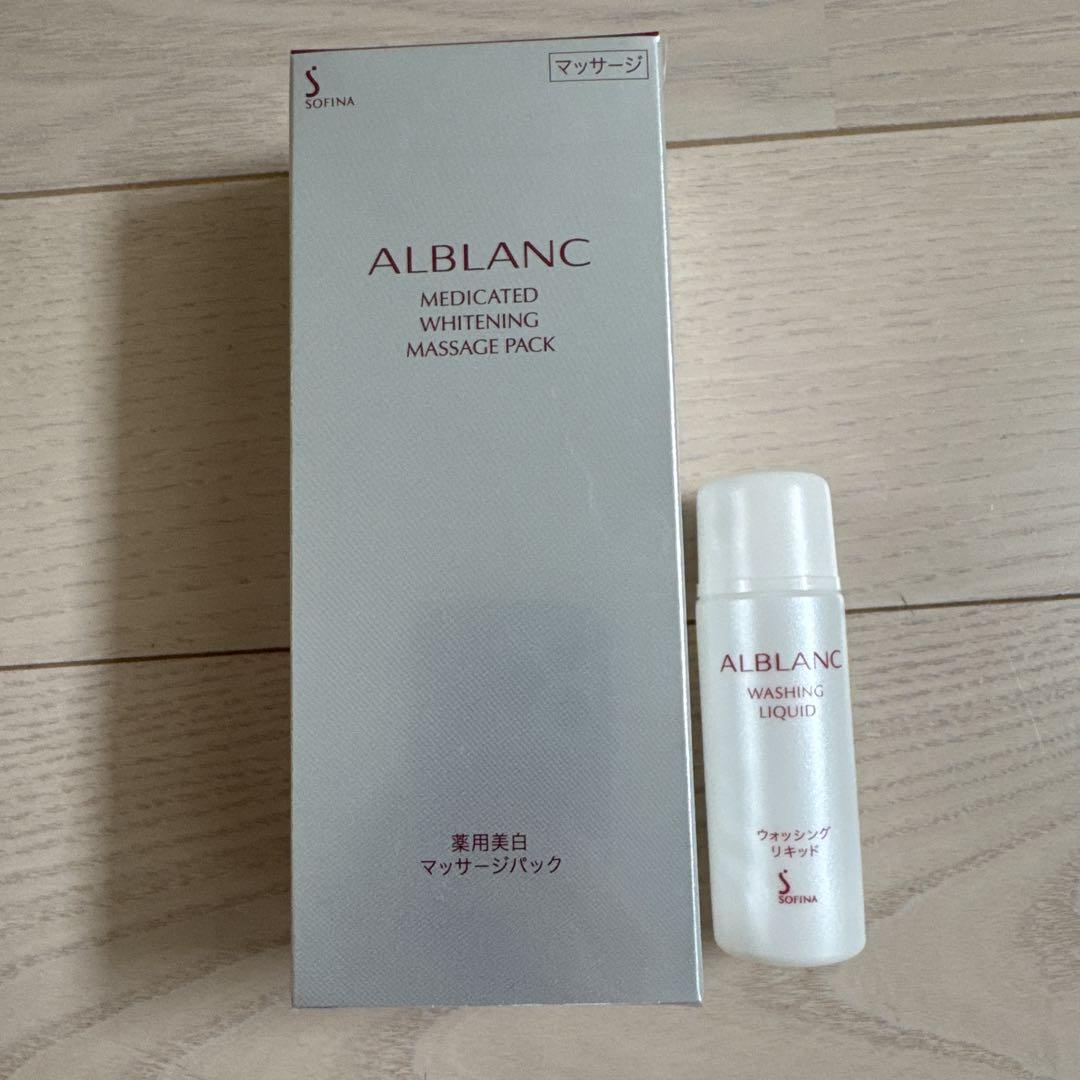 SOFINA
マッサージ
ALBLANC
MEDICATED
WHITENING
MASSAGE PACK
薬用美白
マッサージパック
ALBLANC
WASHING
LIQUID
ウォッシング
リキッド
SOFINA